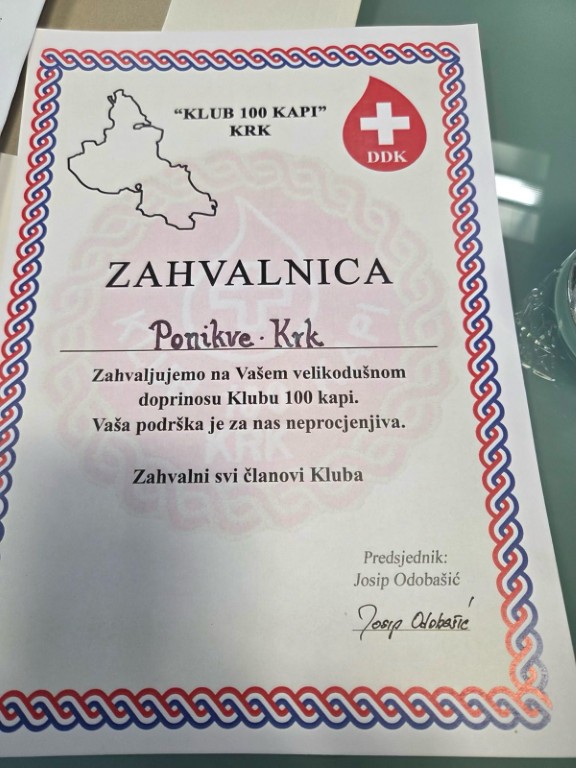 "KLUB 100 KAPI"
KRK
DDK
ZAHVALNICA
Ponikve. Krk
Zahvaljujemo na Vašem velikodušnom
doprinosu Klubu 100 kapi.
Vaša podrška je za nas neprocjenjiva.
Zahvalni svi članovi Kluba
Predsjednik:
Josip Odobašić
Josip Odobašić